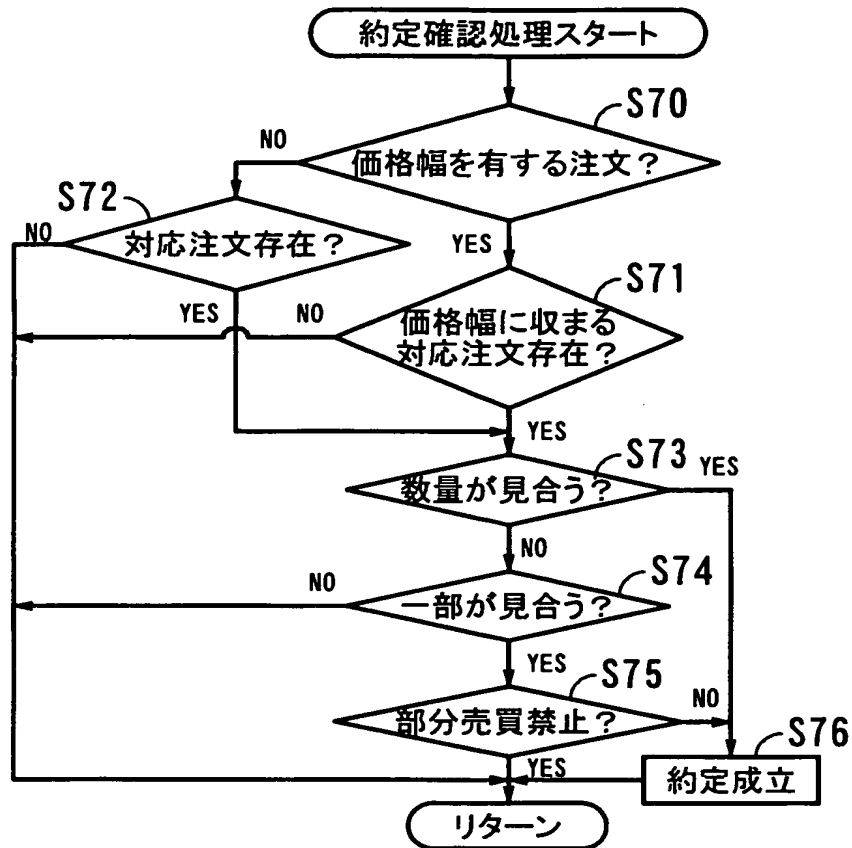 約定確認処理スタート
S70
NO
価格幅を有する注文?
S72
NO
対応注文存在?
YES
S71
YES
NO
価格幅に収まる
対応注文存在?
YES
S73
YES
数量が見合う?
NO
S74
NO
一部が見合う?
YES
S75
NO
部分売買禁止?
S76
YES
約定成立
リターン